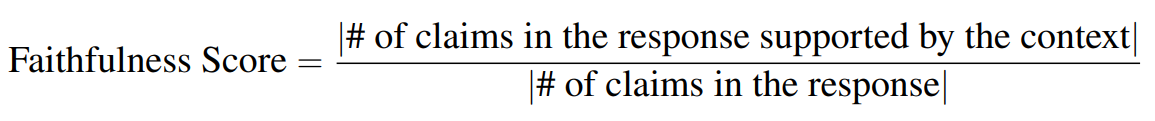 Faithfulness Score = |# of claims in the response supported by the context|
|# of claims in the response|